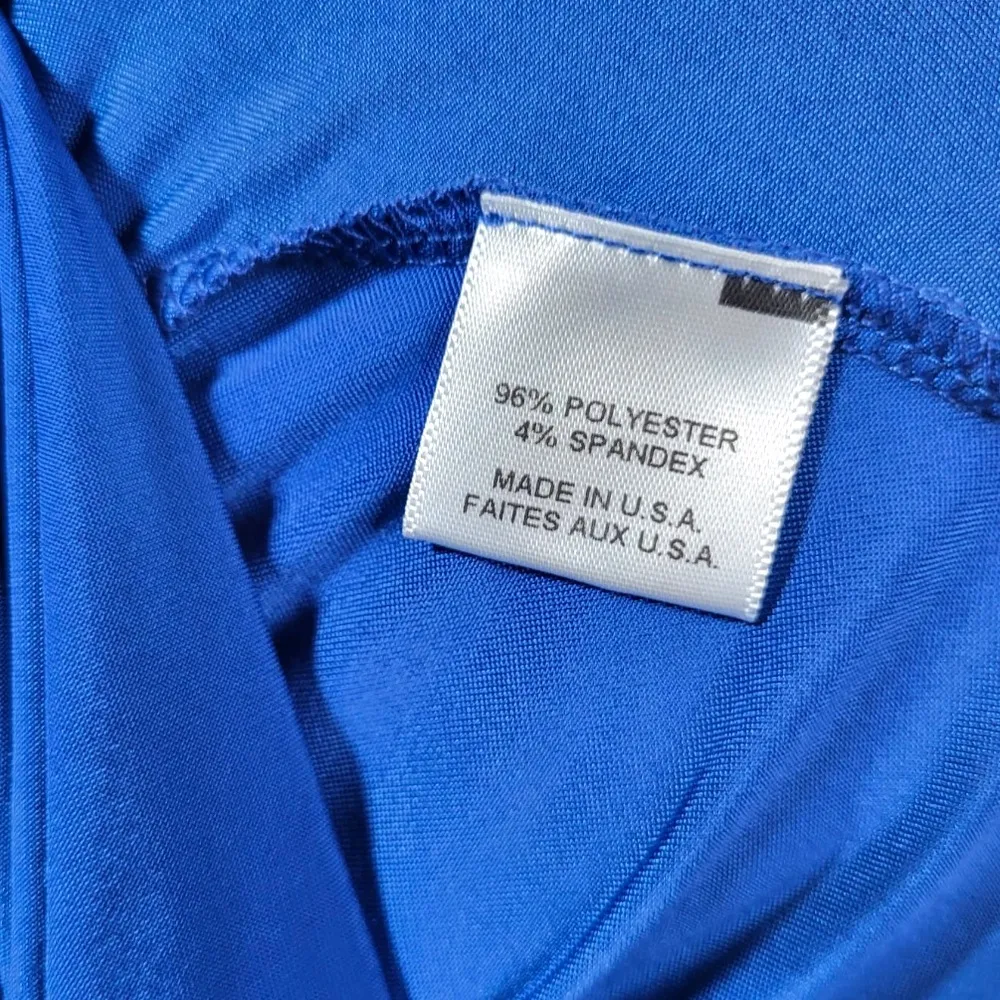 96% POLYESTER
4% SPANDEX
MADE IN U.S.A.
FAITES AUX U.S.A.